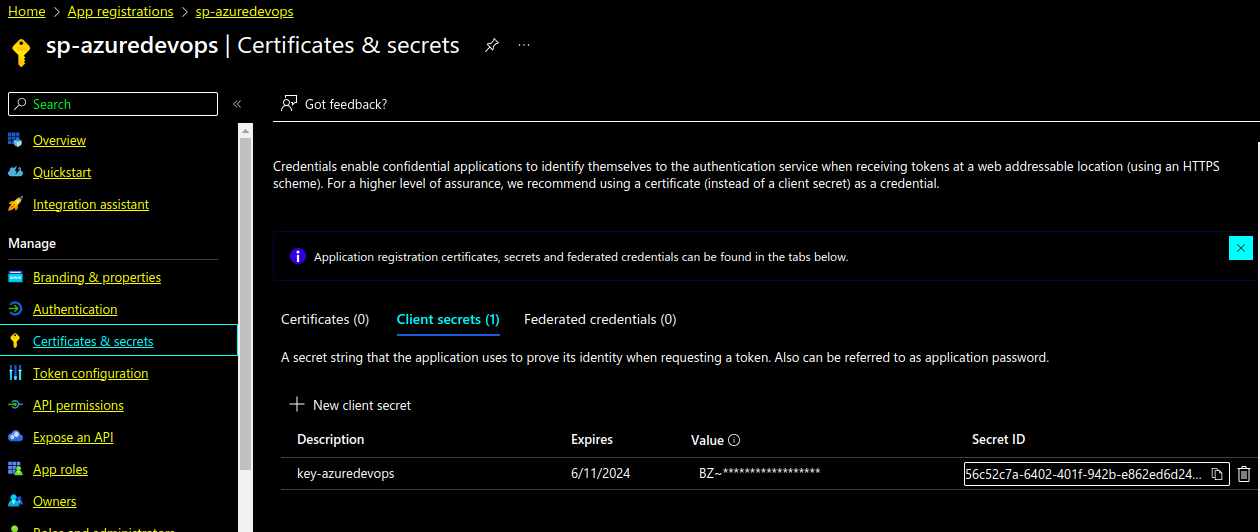 Home > App registrations > sp-azuredevops
sp-azuredevops | Certificates & secrets
Search
Overview
Quickstart
Integration assistant
Manage
Branding & properties
Authentication
Certificates & secrets
Token configuration
API permissions
Expose an API
App roles
Owners
Roles and administrators
Got feedback?
Credentials enable confidential applications to identify themselves to the authentication service when receiving tokens at a web addressable location (using an HTTPS
scheme). For a higher level of assurance, we recommend using a certificate (instead of a client secret) as a credential.
Application registration certificates, secrets and federated credentials can be found in the tabs below.
Certificates (0) Client secrets (1) Federated credentials (0)
A secret string that the application uses to prove its identity when requesting a token. Also can be referred to as application password.
New client secret
Description Expires Value Secret ID
key-azuredevops 6/11/2024 BZ~****************** 56c52c7a-6402-401f-942b-e862ed6d24...